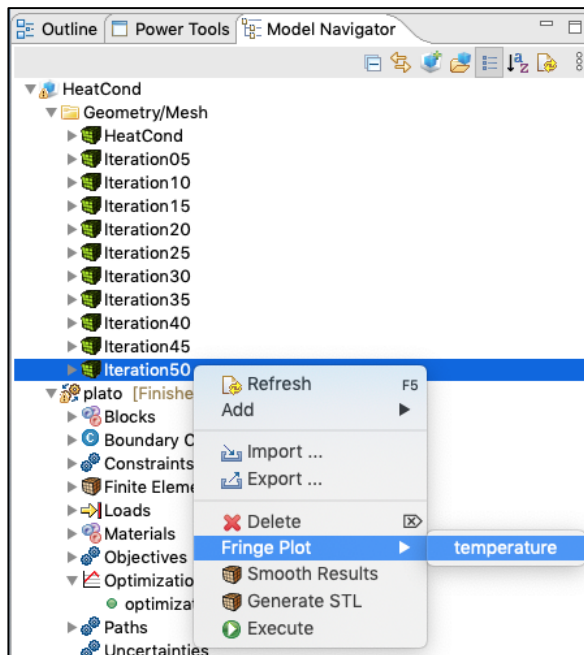 Outline Power Tools Model Navigator
HeatCond
Geometry/Mesh
HeatCond
Iteration05
Iteration10
Iteration15
Iteration20
Iteration25
Iteration30
Iteration35
Iteration40
Iteration45
Iteration50
Refresh F5
plato [Finishe
Add
Blocks
Boundary C
Import ...
Constraints
Export ...
Finite Eleme
Loads
Delete
Materials
Fringe Plot temperature
Objectives
Smooth Results
Optimizatio
Generate STL
optimizat
Paths
Execute
Uncertainties